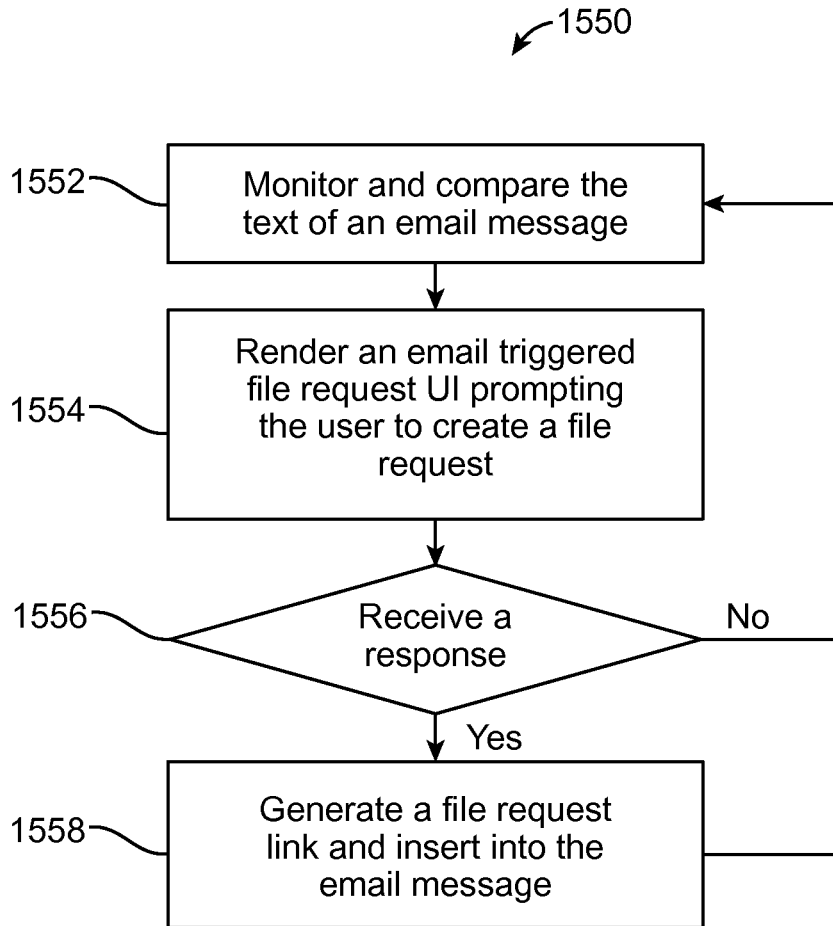 1550
1552
Monitor and compare the
text of an email message
1554
Render an email triggered
file request UI prompting
the user to create a file
request
1556
Receive a
response
No
Yes
1558
Generate a file request
link and insert into the
email message